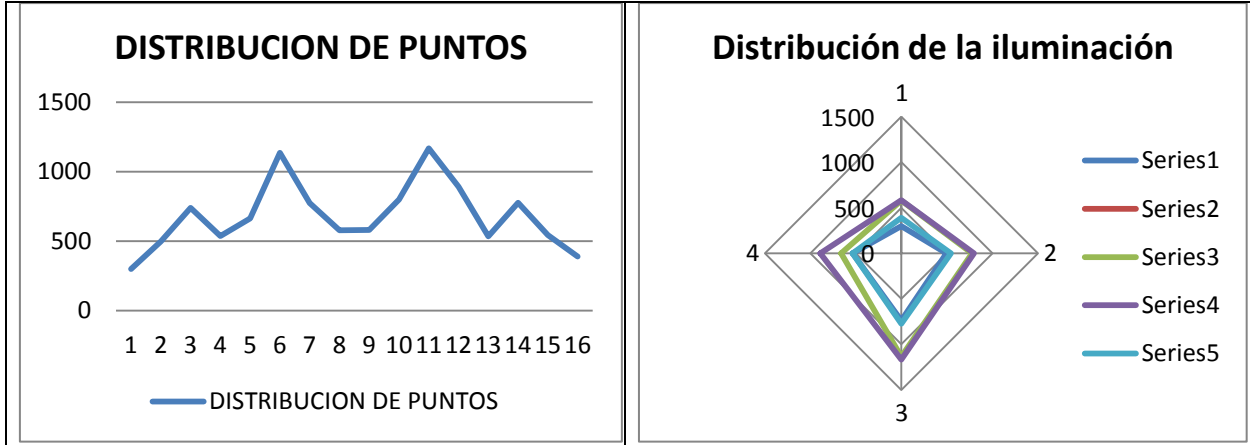 DISTRIBUCION DE PUNTOS
1500
1000
500
0
1 2 3 4 5 6 7 8 9 10 11 12 13 14 15 16
DISTRIBUCION DE PUNTOS
Distribución de la iluminación
1
1500
1000
500
0
4
2
3
Series1
Series2
Series3
Series4
Series5